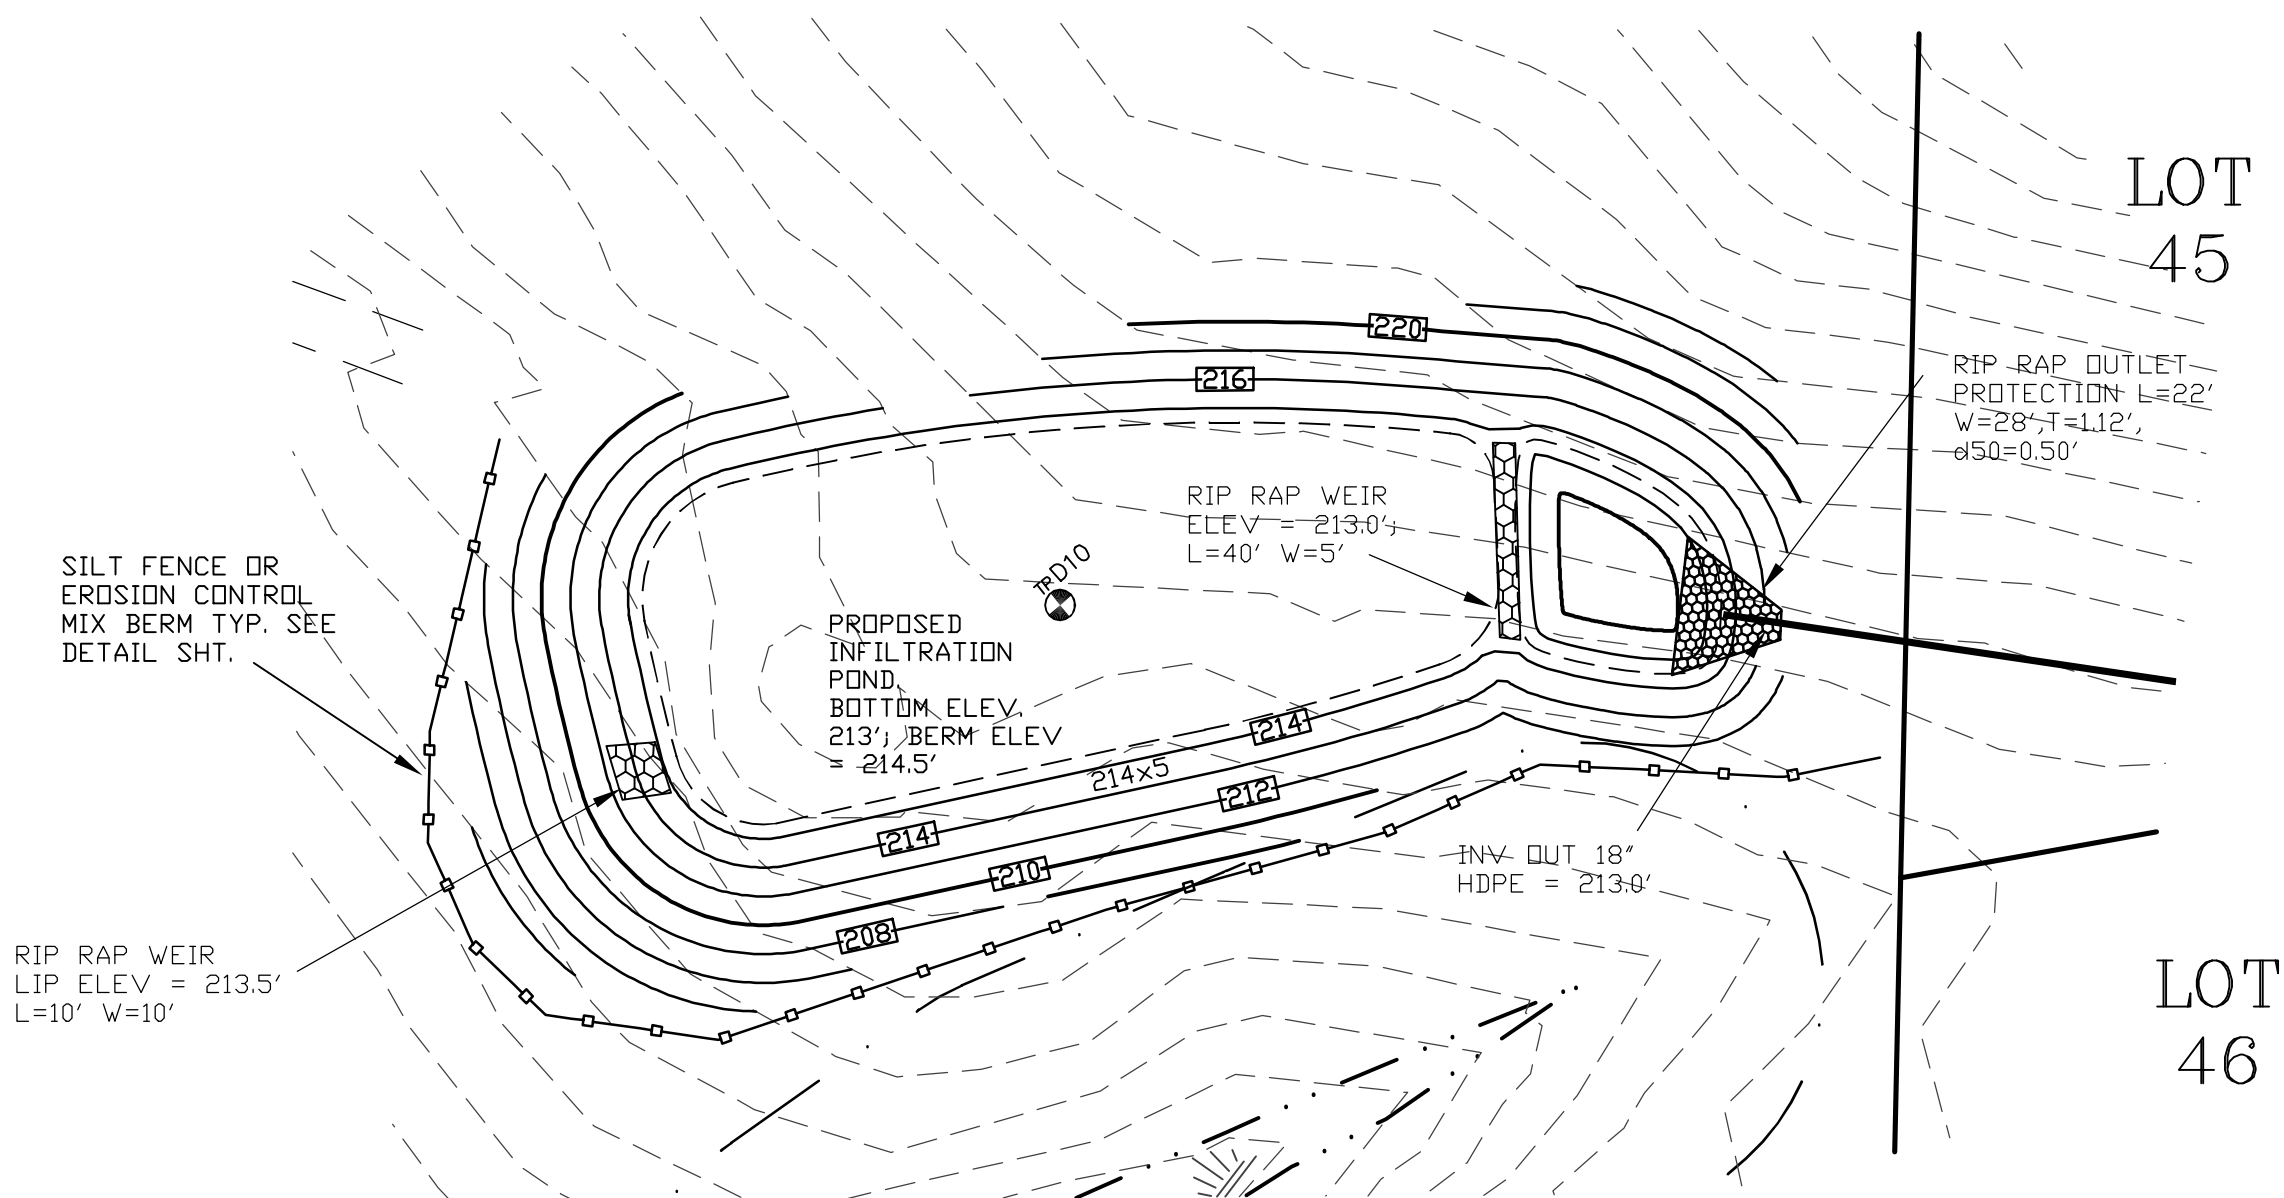 LOT
45
220
216
RIP RAP OUTLET
PROTECTION L=22'
W=28',T=1.12',
d50=0.50'
RIP RAP WEIR
ELEV = 213.0';
L=40' W=5'
TPD10
SILT FENCE OR
EROSION CONTROL
MIX BERM TYP. SEE
DETAIL SHT.
PROPOSED
INFILTRATION
POND.
BOTTOM ELEV.
213'; BERM ELEV
= 214.5'
214
214x5
212
214
210
208
INV OUT 18"
HDPE = 213.0'
RIP RAP WEIR
LIP ELEV = 213.5'
L=10' W=10'
LOT
46